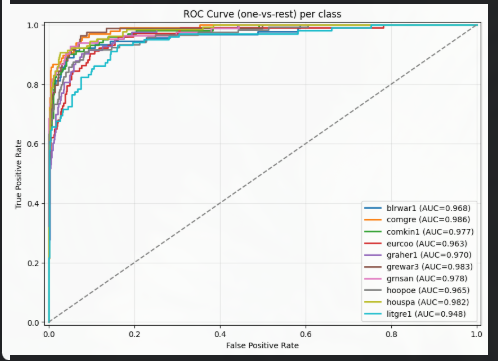 ROC Curve (one-vs-rest) per class
1.0
0.8
0.6
0.4
0.2
0.0
True Positive Rate
blrwar1 (AUC=0.968)
comgre (AUC=0.986)
comkin1 (AUC=0.977)
eurcoo (AUC=0.963)
graher1 (AUC=0.970)
grewar3 (AUC=0.983)
grnsan (AUC=0.978)
hoopoe (AUC=0.965)
houspa (AUC=0.982)
litgre1 (AUC=0.948)
0.0 0.2 0.4 0.6 0.8 1.0
False Positive Rate